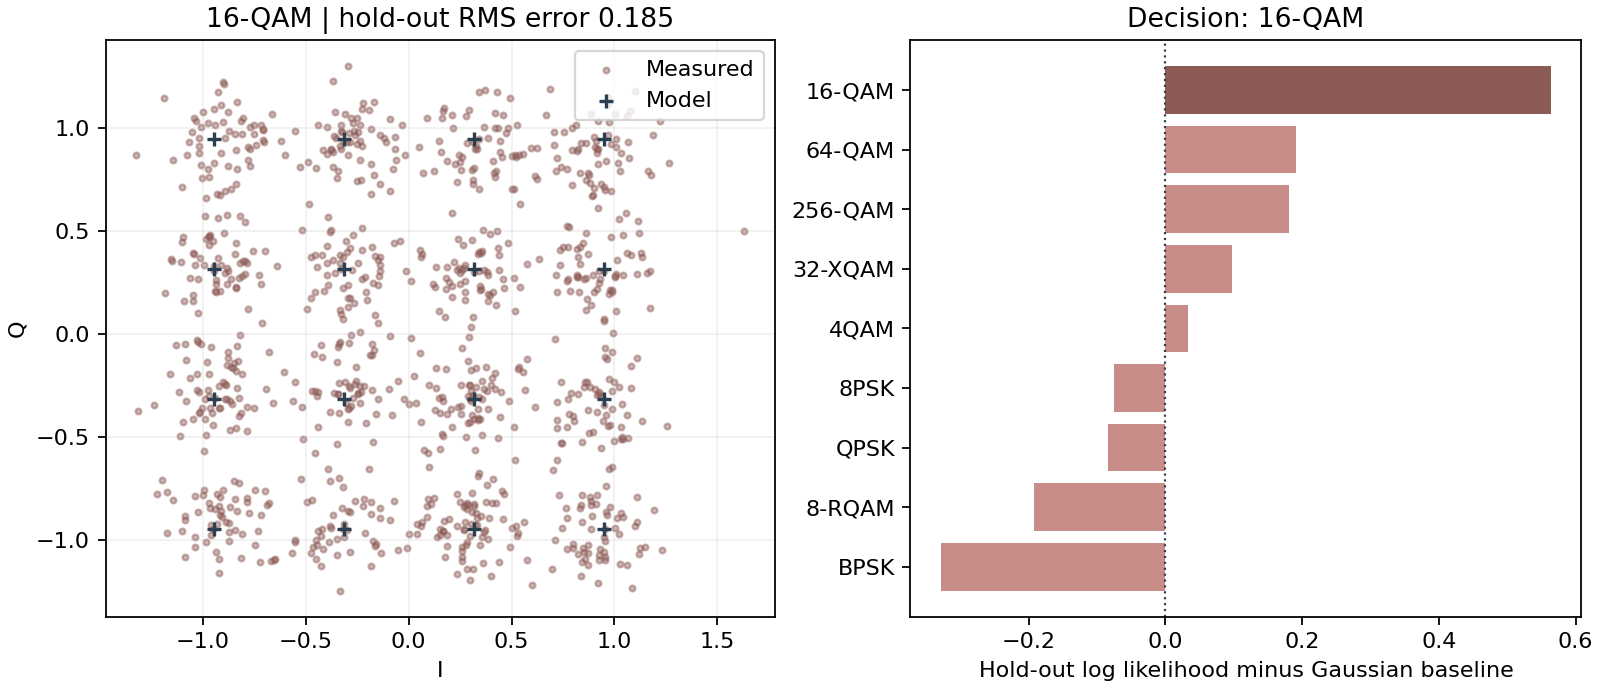 16-QAM | hold-out RMS error 0.185
Measured
Model
1.0
0.5
0.0
−0.5
−1.0
Q
−1.0 −0.5 0.0 0.5 1.0 1.5
I
Decision: 16-QAM
16-QAM
64-QAM
256-QAM
32-XQAM
4QAM
8PSK
QPSK
8-RQAM
BPSK
−0.2 0.0 0.2 0.4 0.6
Hold-out log likelihood minus Gaussian baseline